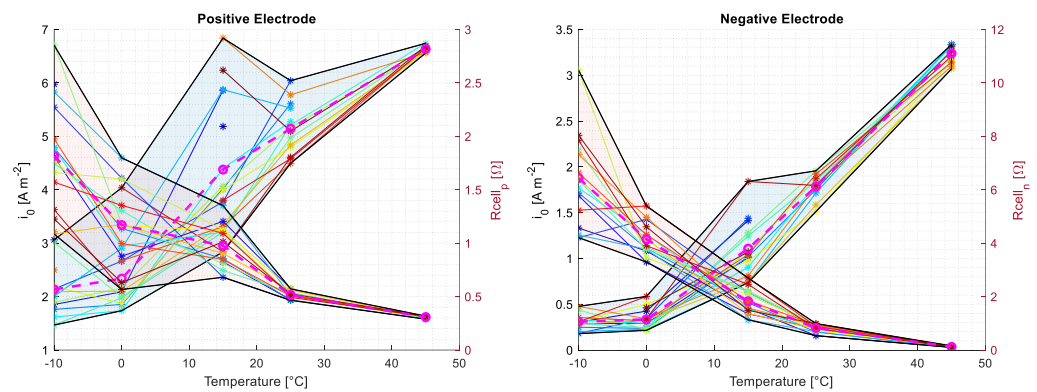 Positive Electrode
7
6
5
4
3
2
1
i0 [A m-2]
3
2.5
2
1.5
1
0.5
0
Rcellp [Ω]
-10 0 10 20 30 40 50
Temperature [°C]
Negative Electrode
3.5
3
2.5
2
1.5
1
0.5
0
i0 [A m-2]
12
10
8
6
4
2
0
Rcelln [Ω]
-10 0 10 20 30 40 50
Temperature [°C]